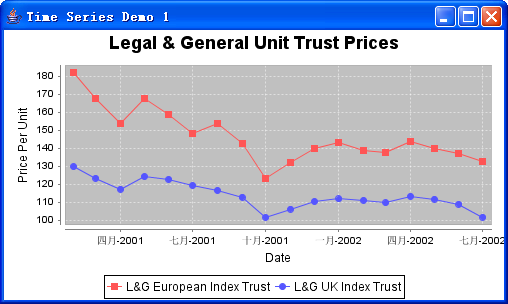 Time Series Demo 1
Legal & General Unit Trust Prices
Price Per Unit
180
170
160
150
140
130
120
110
100
四月-2001 七月-2001 十月-2001 一月-2002 四月-2002 七月-2002
Date
L&G European Index Trust L&G UK Index Trust